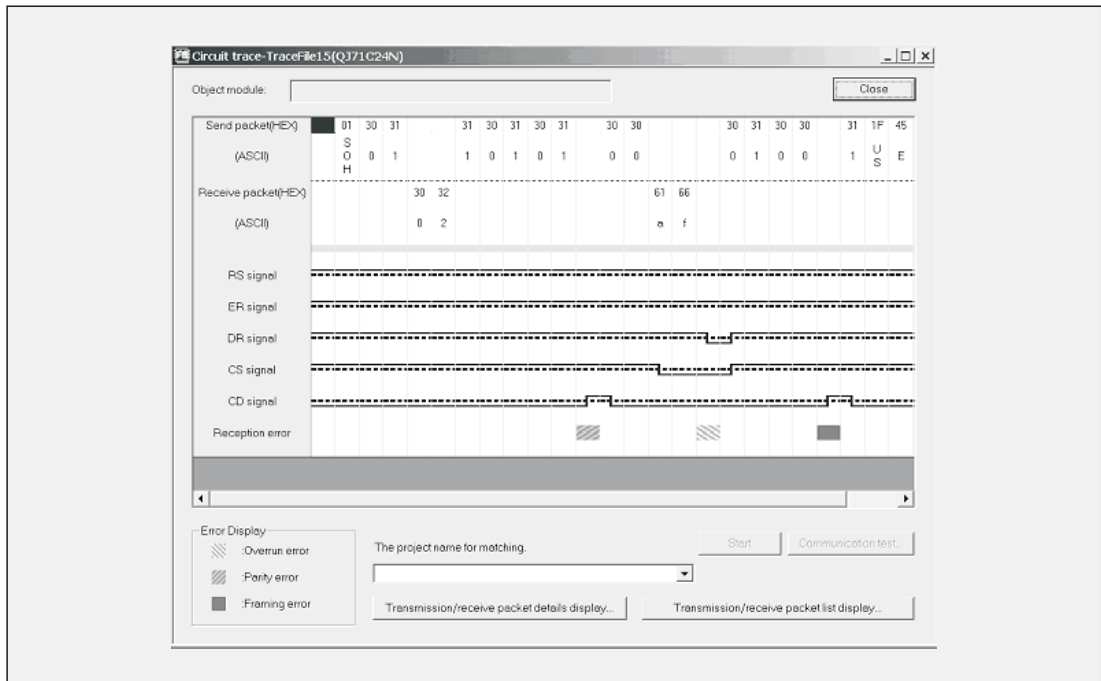 Circuit trace-TraceFile15(QJ71C24N)
Object module:
Close
Send packet(HEX) 01 30 31 31 30 31 30 31 30 30 30 31 30 30 31 1F 45
(ASCII) SOH 0 1 1 0 1 0 1 0 0 0 1 0 0 1 US E
Receive packet(HEX) 30 32 61 66
(ASCII) 0 2 a f
RS signal
ER signal
DR signal
CS signal
CD signal
Reception error
Error Display
:Overrun error
:Parity error
:Framing error
The project name for matching.
Start
Communication test...
Transmission/receive packet details display...
Transmission/receive packet list display...